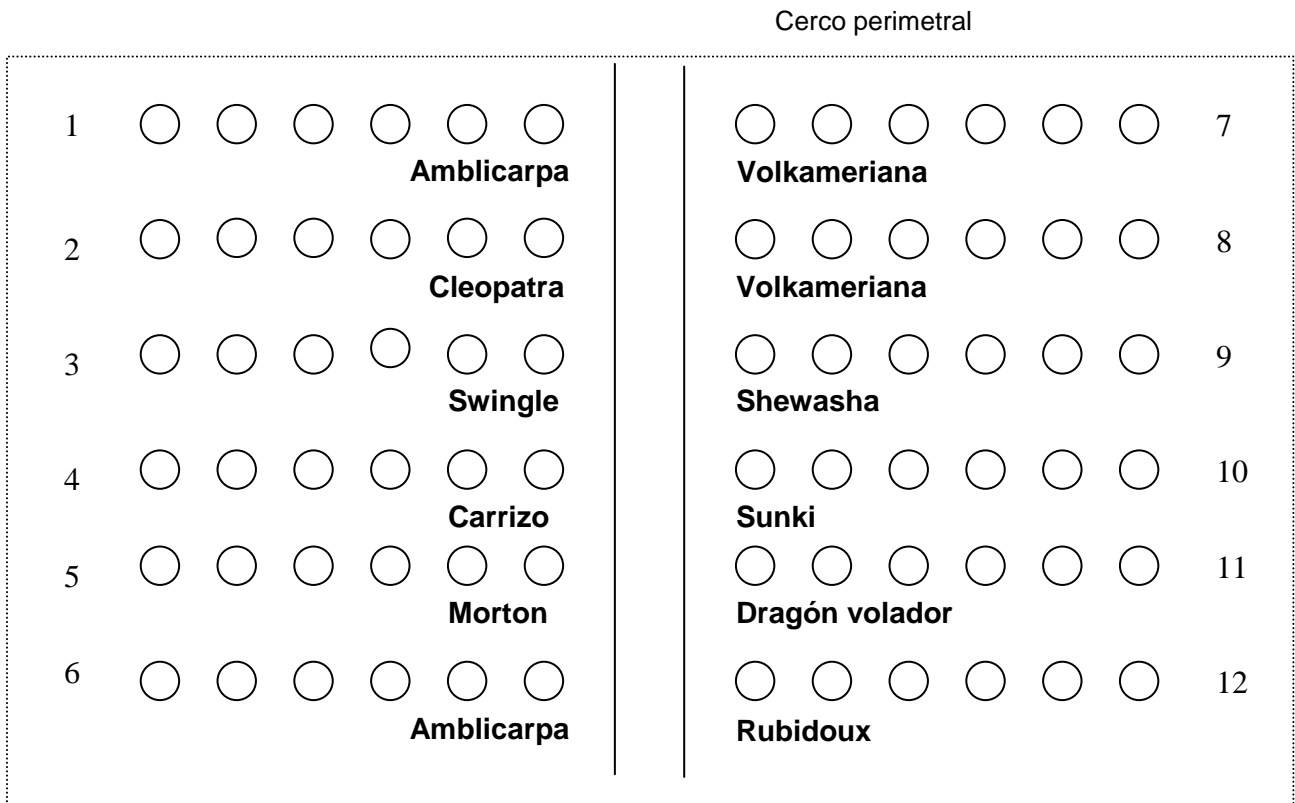 Cerco perimetral
1 7
Amblicarpa Volkameriana
2 8
Cleopatra Volkameriana
3 9
Swingle Shewasha
4 10
Carrizo Sunki
5 11
Morton Dragón volador
6 12
Amblicarpa Rubidoux